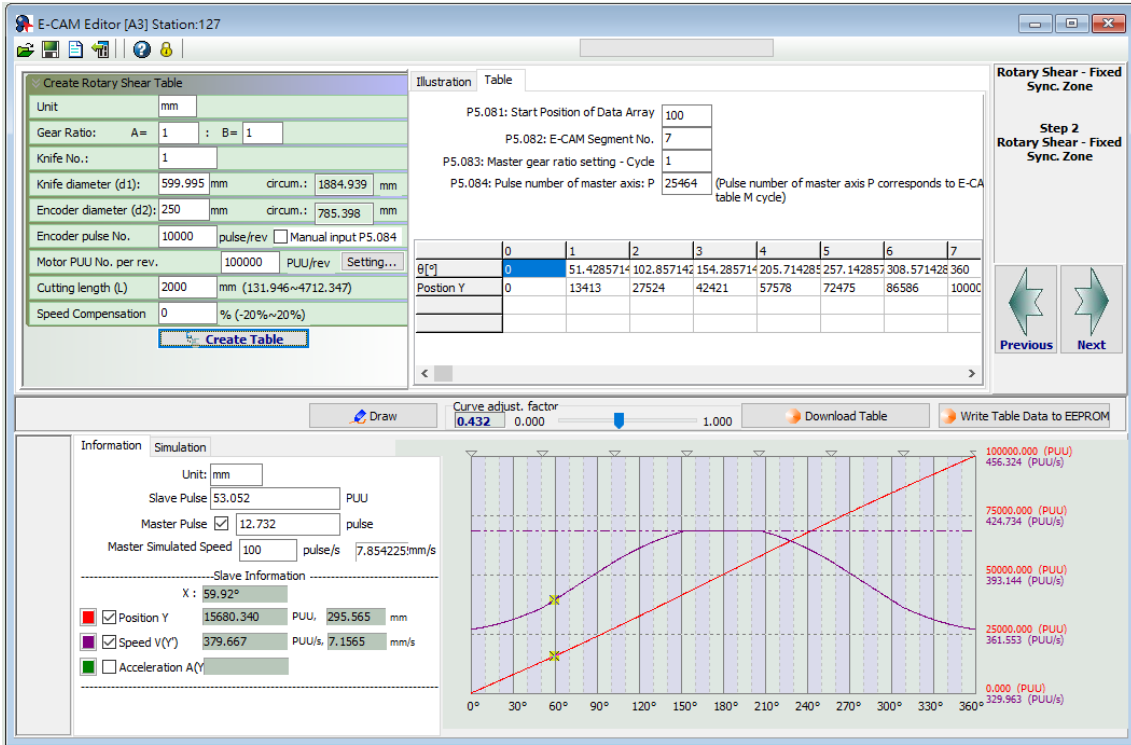 E-CAM Editor [A3] Station:127
Create Rotary Shear Table
Unit mm
Gear Ratio: A= 1 : B= 1
Knife No.: 1
Knife diameter (d1): 599.995 mm circum.: 1884.939 mm
Encoder diameter (d2): 250 mm circum.: 785.398 mm
Encoder pulse No. 10000 pulse/rev Manual input P5.084
Motor PUU No. per rev. 100000 PUU/rev Setting...
Cutting length (L) 2000 mm (131.946~4712.347)
Speed Compensation 0 % (-20%~20%)
Create Table
Illustration Table
P5.081: Start Position of Data Array 100
P5.082: E-CAM Segment No. 7
P5.083: Master gear ratio setting - Cycle 1
P5.084: Pulse number of master axis: P 25464 (Pulse number of master axis P corresponds to E-CA
table M cycle)
0 1 2 3 4 5 6 7
θ[°] 0 51.4285714 102.857142 154.285714 205.714285 257.142857 308.571428 360
Postion Y 0 13413 27524 42421 57578 72475 86586 10000
Rotary Shear - Fixed
Sync. Zone
Step 2
Rotary Shear - Fixed
Sync. Zone
Previous Next
Draw
Curve adjust. factor
0.432 0.000 1.000
Download Table
Write Table Data to EEPROM
Information Simulation
Unit: mm
Slave Pulse 53.052 PUU
Master Pulse 12.732 pulse
Master Simulated Speed 100 pulse/s 7.854225 mm/s
Slave Information
X : 59.92°
Position Y 15680.340 PUU, 295.565 mm
Speed V(Y') 379.667 PUU/s, 7.1565 mm/s
Acceleration A(Y
100000.000 (PUU)
456.324 (PUU/s)
75000.000 (PUU)
424.734 (PUU/s)
50000.000 (PUU)
393.144 (PUU/s)
25000.000 (PUU)
361.553 (PUU/s)
0.000 (PUU)
329.963 (PUU/s)
0° 30° 60° 90° 120° 150° 180° 210° 240° 270° 300° 330° 360°